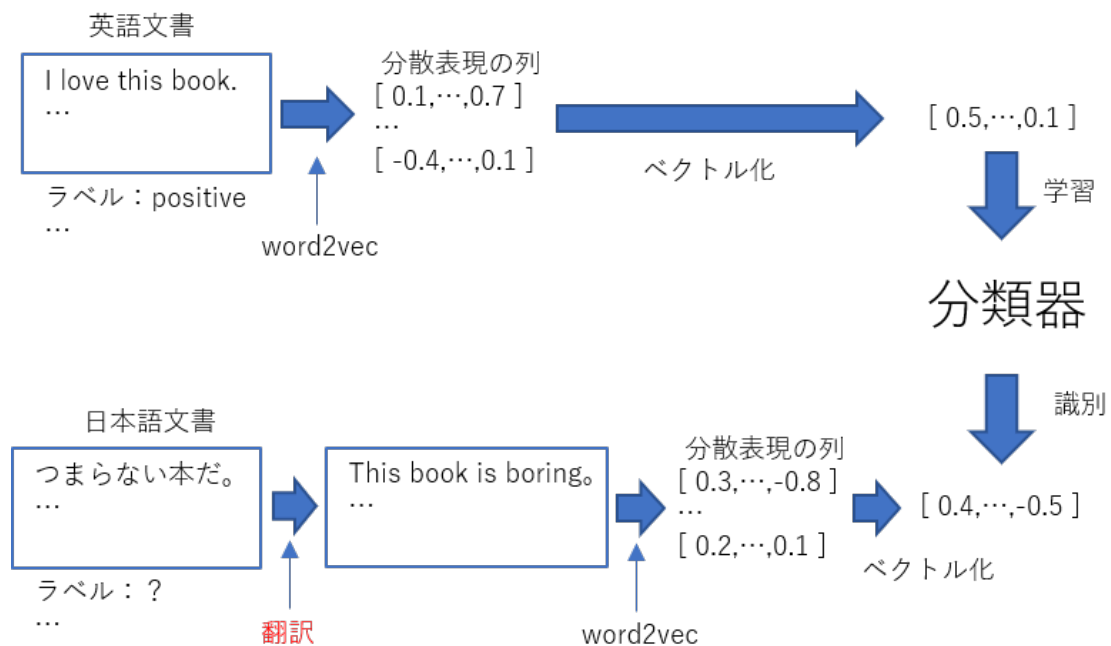 英語文書
I love this book.
…
ラベル：positive
…
word2vec
分散表現の列
[ 0.1,…,0.7 ]
…
[ -0.4,…,0.1 ]
ベクトル化
[ 0.5,…,0.1 ]
学習
分類器
識別
日本語文書
つまらない本だ。
…
ラベル：？
…
翻訳
This book is boring。
…
word2vec
分散表現の列
[ 0.3,…,-0.8 ]
…
[ 0.2,…,0.1 ]
ベクトル化
[ 0.4,…,-0.5 ]